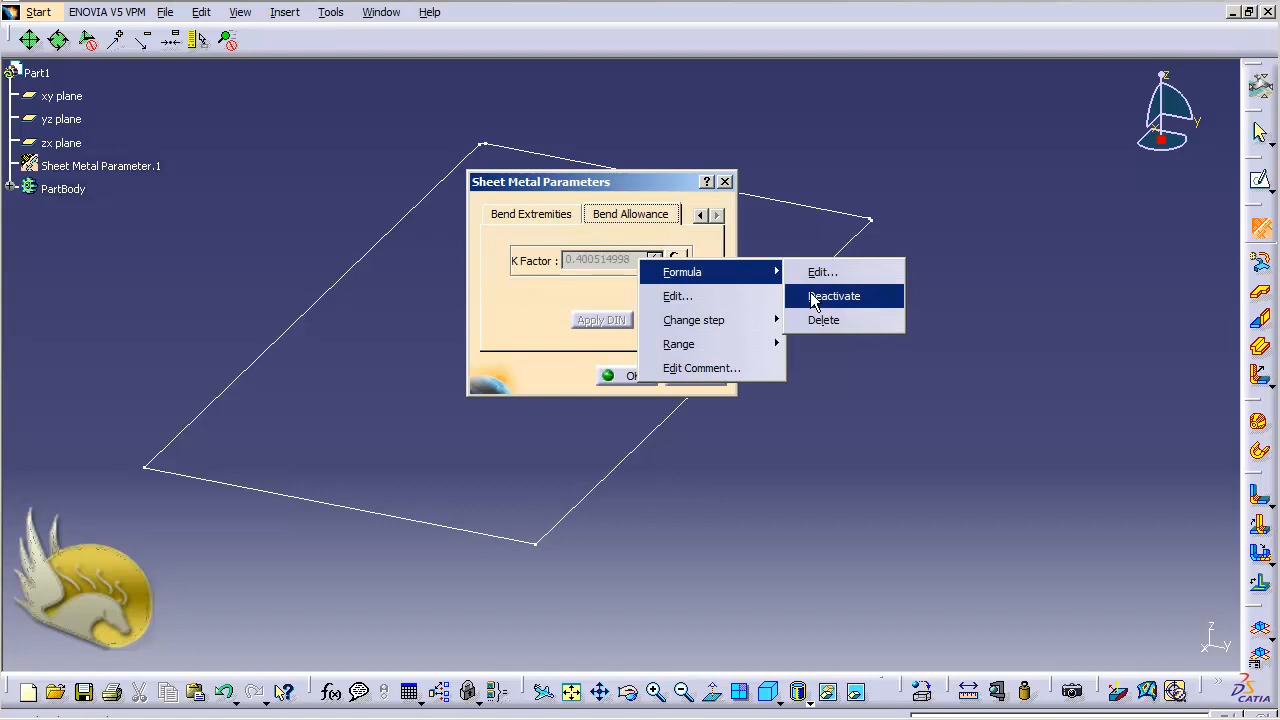 Start ENOVIA V5 VPM File Edit View Insert Tools Window Help
Part1
xy plane
yz plane
zx plane
Sheet Metal Parameter.1
PartBody
z
y
Sheet Metal Parameters
Bend Extremities Bend Allowance
K Factor : 0.400514998
Apply DIN
Formula
Edit...
Change step
Range
Edit Comment...
Edit...
Deactivate
Delete
z
x y
f(x)
CATIA